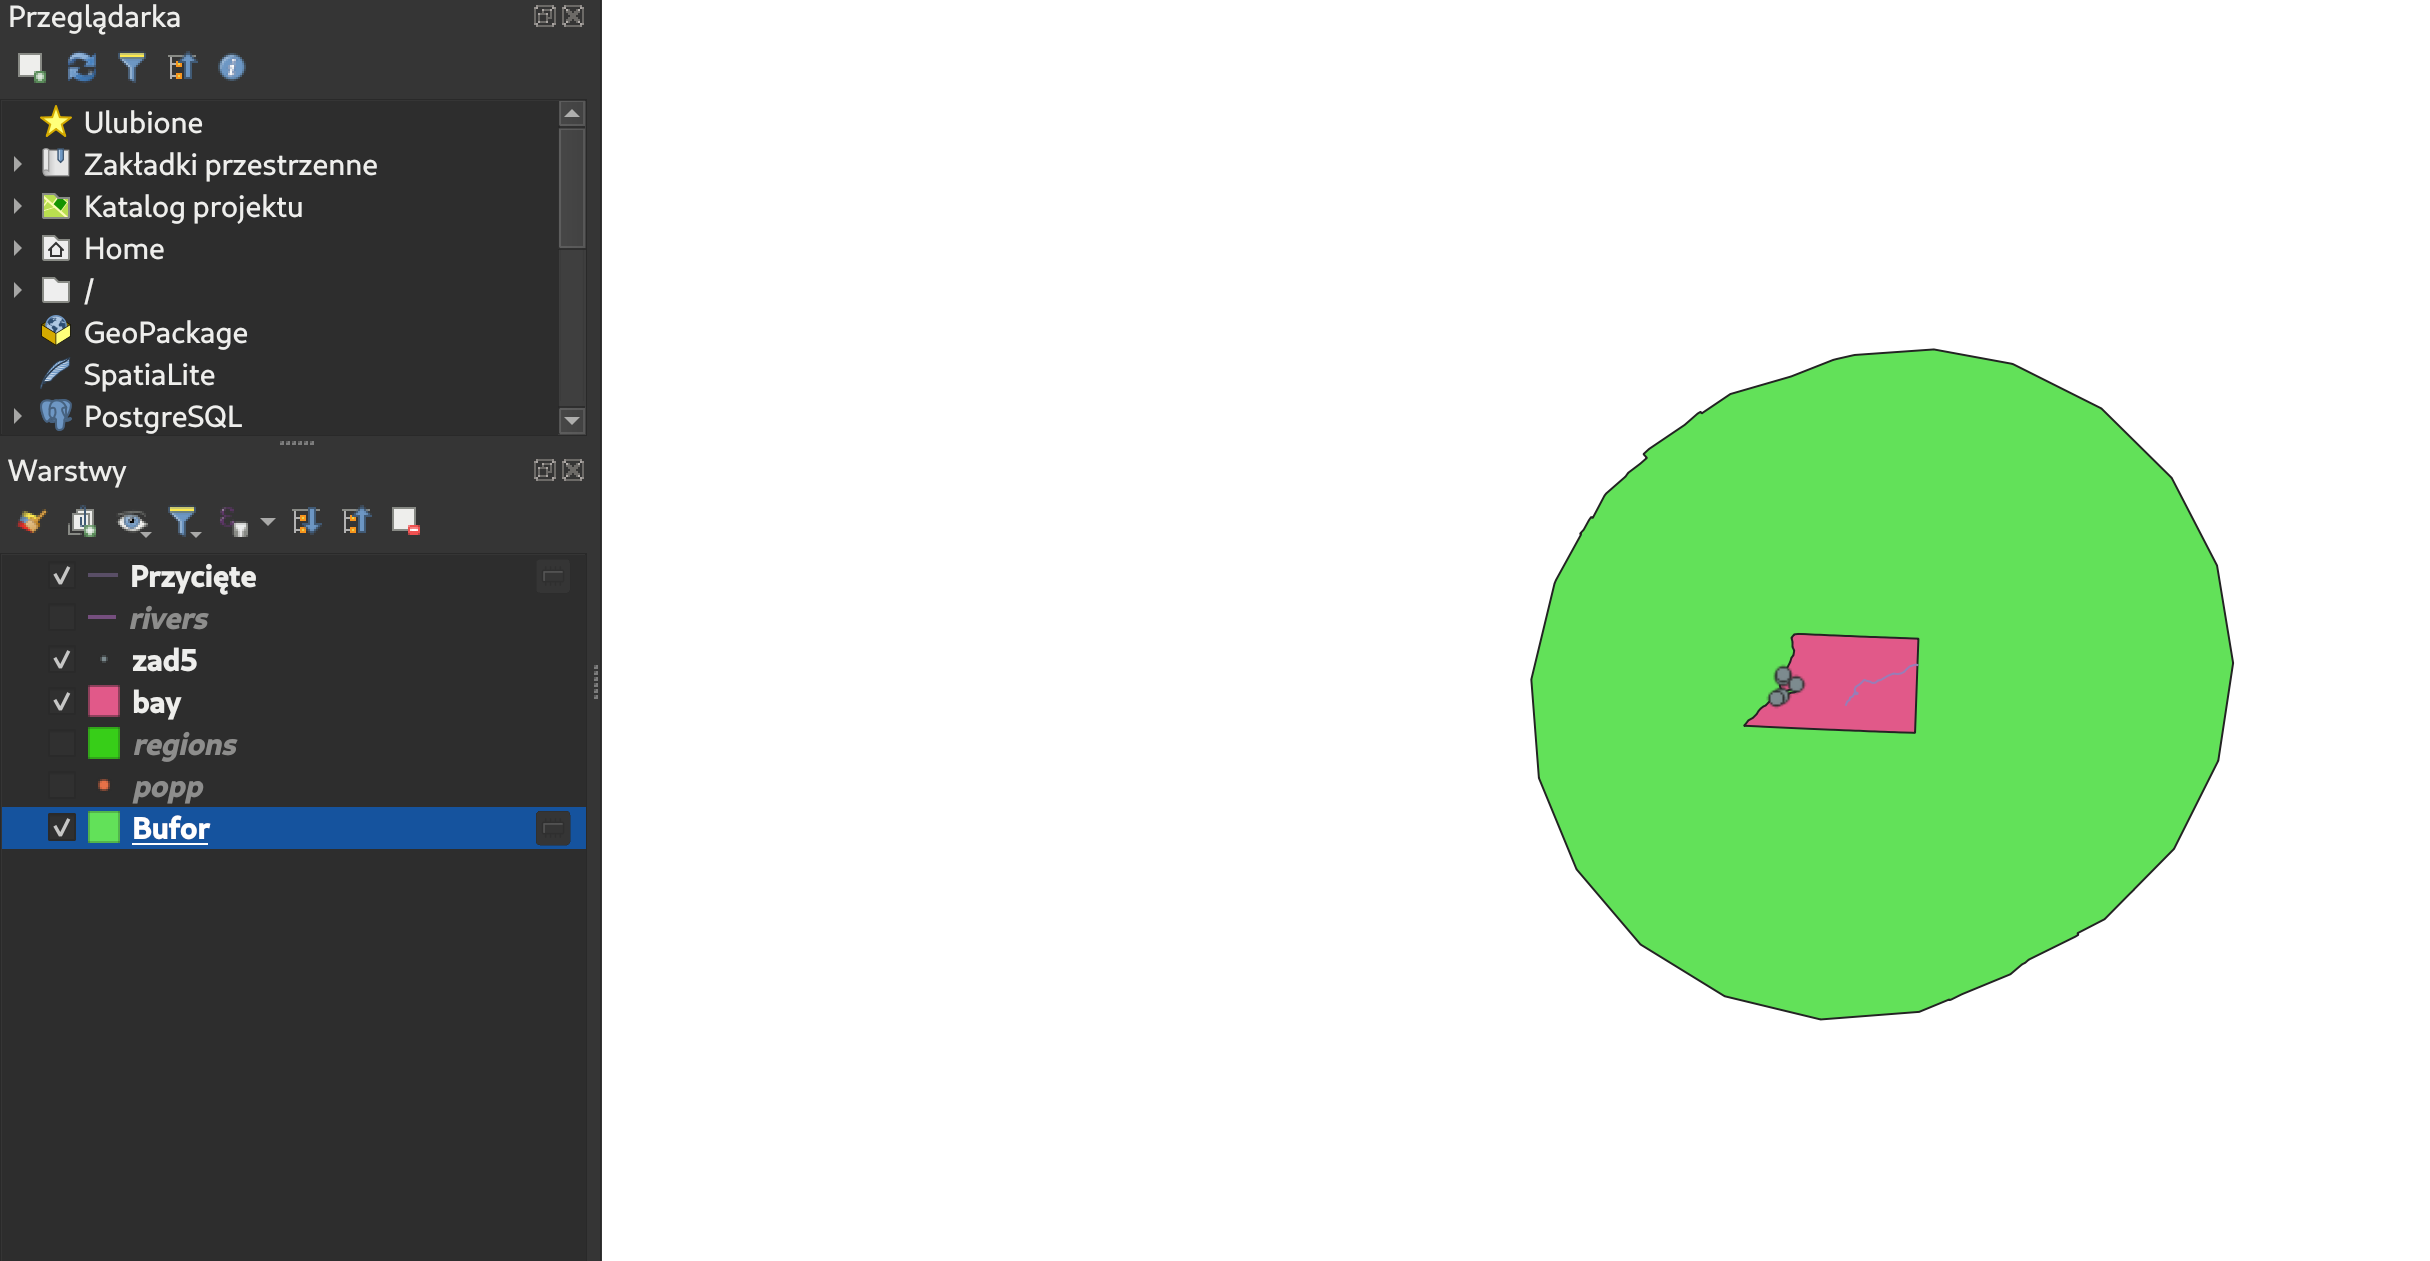 Przeglądarka
Ulubione
Zakładki przestrzenne
Katalog projektu
Home
/
GeoPackage
SpatiaLite
PostgreSQL
Warstwy
Przycięte
rivers
zad5
bay
regions
popp
Bufor